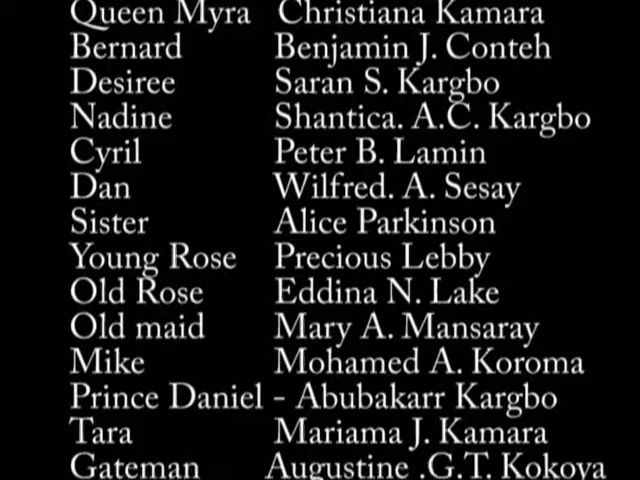 Queen Myra Christiana Kamara
Bernard Benjamin J. Conteh
Desiree Saran S. Kargbo
Nadine Shantica. A.C. Kargbo
Cyril Peter B. Lamin
Dan Wilfred. A. Sesay
Sister Alice Parkinson
Young Rose Precious Lebby
Old Rose Eddina N. Lake
Old maid Mary A. Mansaray
Mike Mohamed A. Koroma
Prince Daniel - Abubakarr Kargbo
Tara Mariama J. Kamara
Gateman Augustine .G.T. Kokoya